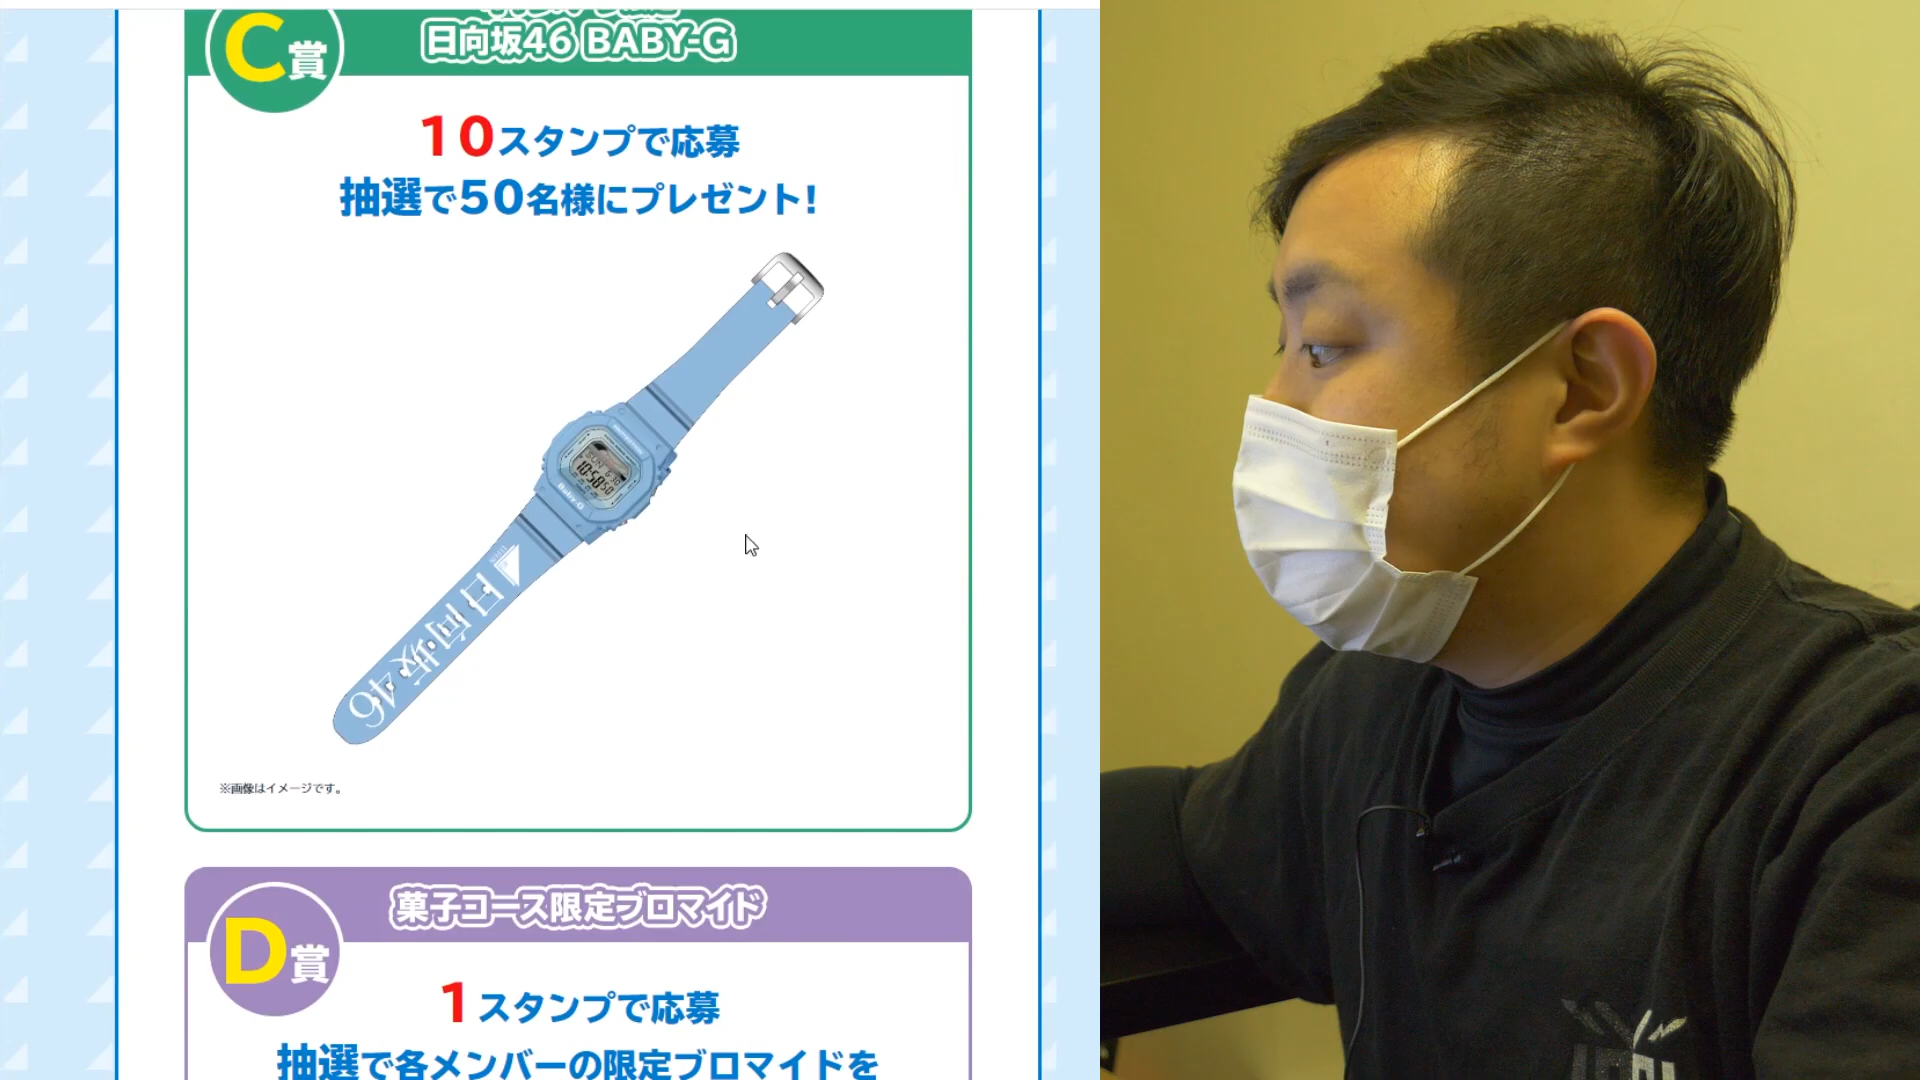 C賞
日向坂46 BABY-G
10スタンプで応募
抽選で50名様にプレゼント!
10:5850
Baby-G
日向坂46
※画像はイメージです。
D賞
菓子コース限定ブロマイド
1スタンプで応募
抽選で各メンバーの限定ブロマイドを